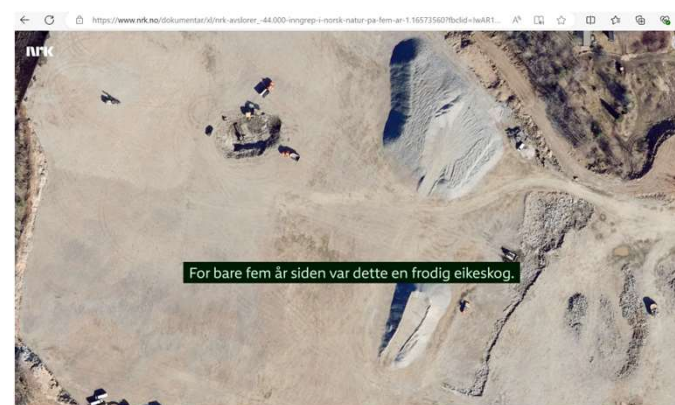 https://www.nrk.no/dokumentar/xl/nrk-avslorer_-44.000-inngrep-i-norsk-natur-pa-fem-ar-1.16573560?fbclid=IwAR1...
nrk
For bare fem år siden var dette en frodig eikeskog.